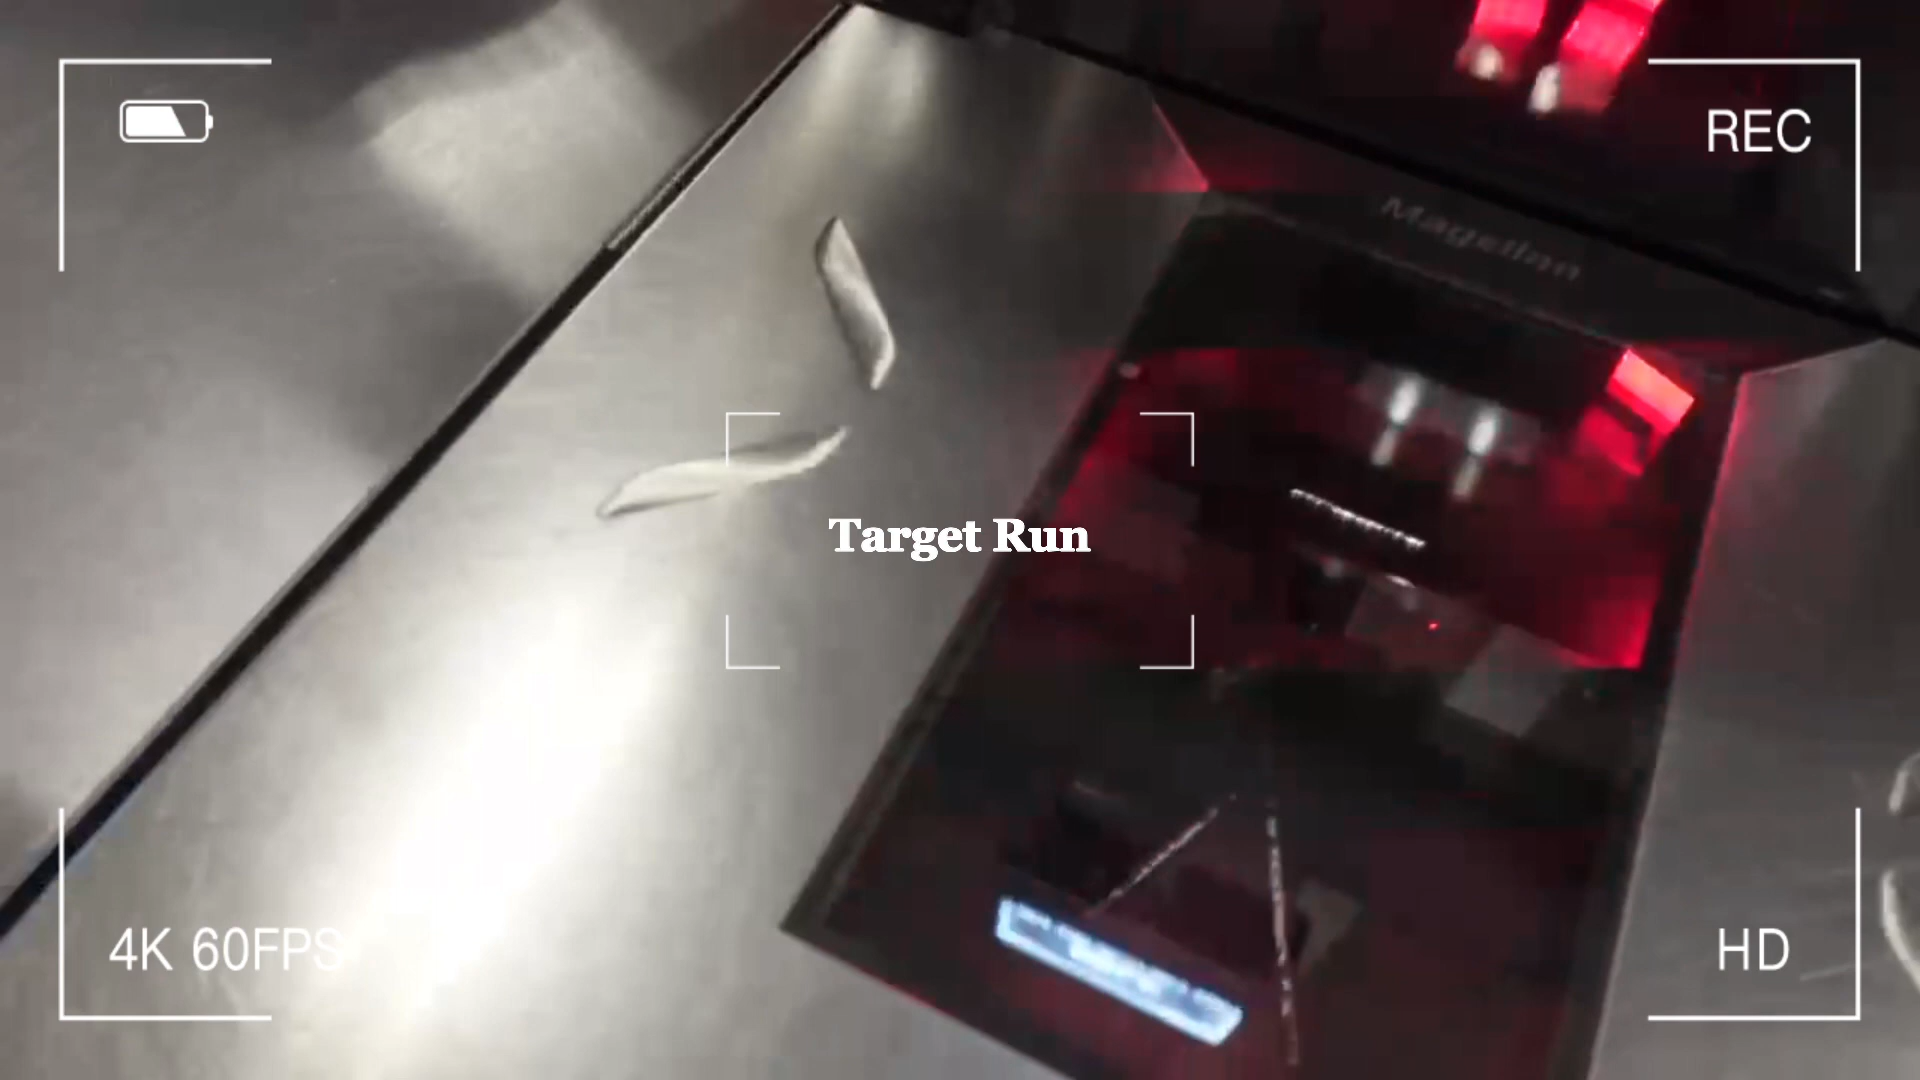 REC
Magellan
Target Run
4K 60FPS
HD